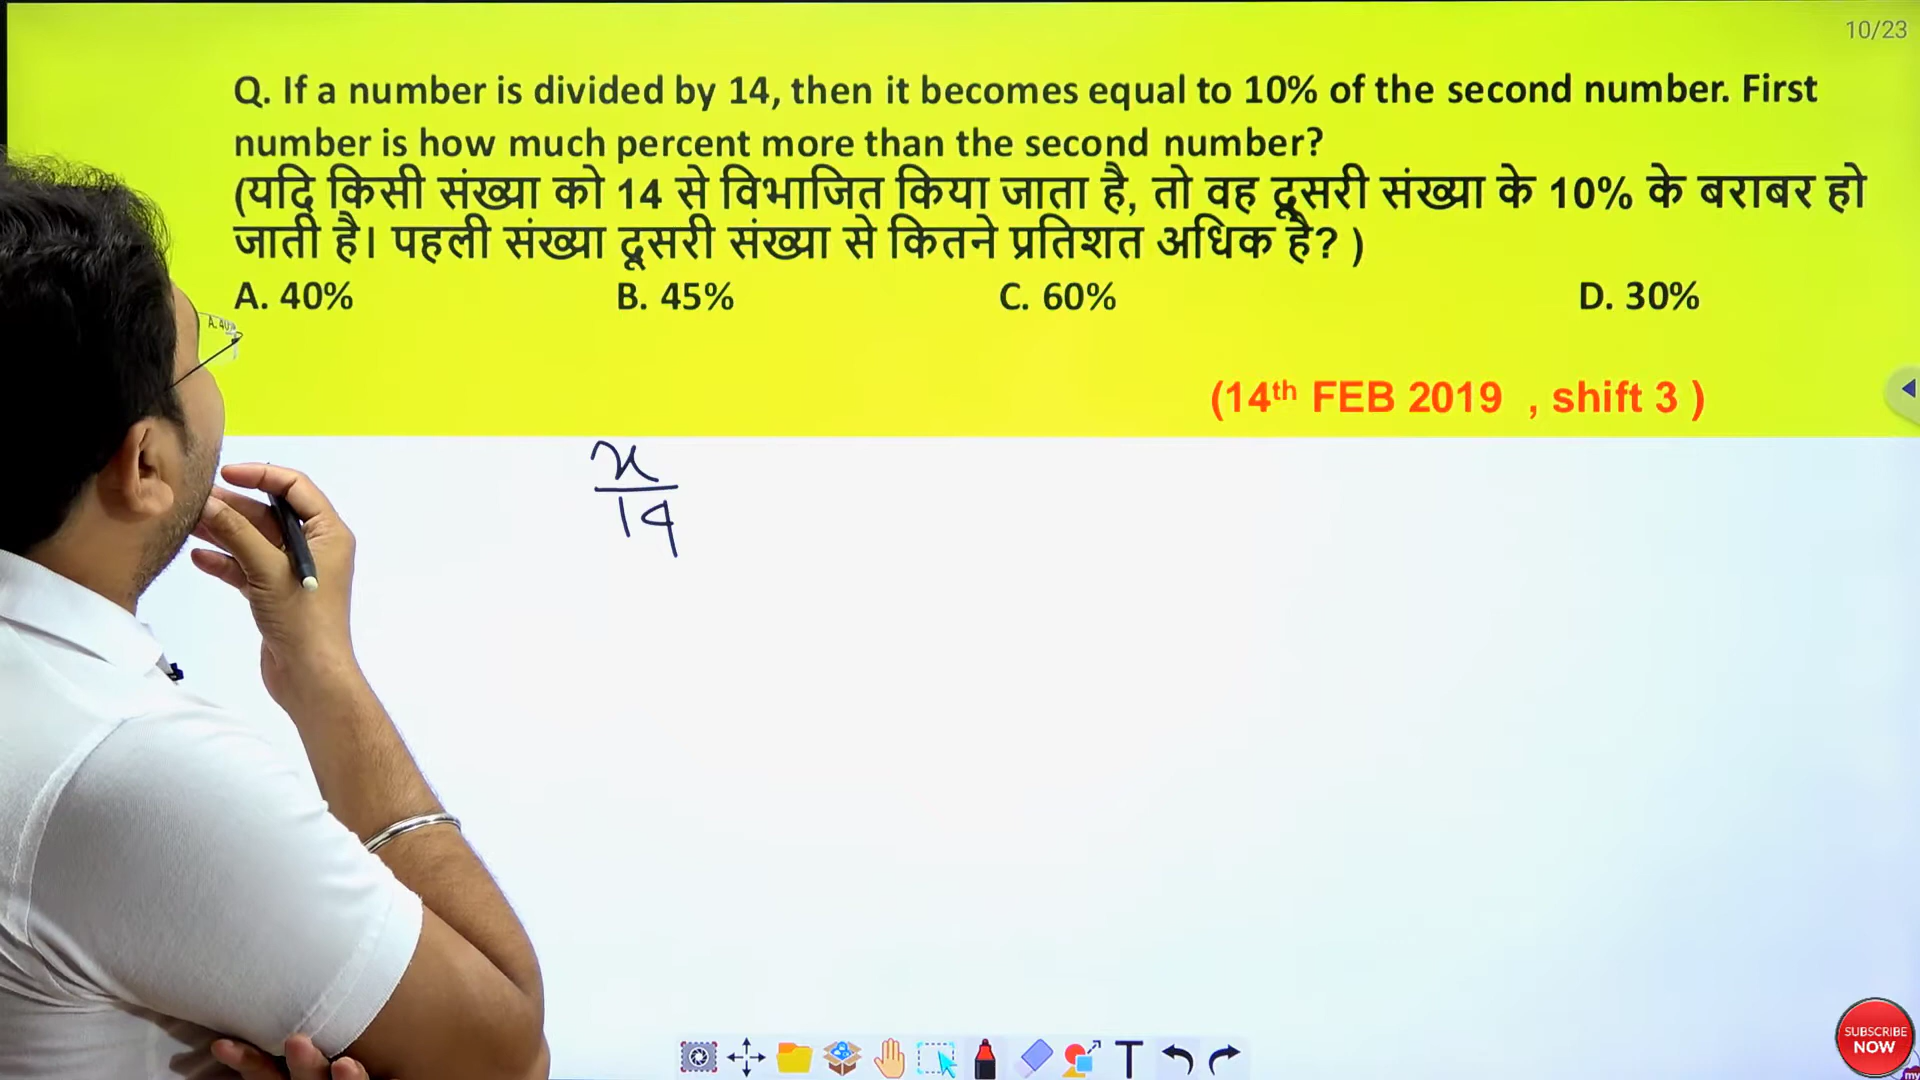 10/23
Q. If a number is divided by 14, then it becomes equal to 10% of the second number. First
number is how much percent more than the second number?
(यदि किसी संख्या को 14 से विभाजित किया जाता है, तो वह दूसरी संख्या के 10% के बराबर हो
जाती है। पहली संख्या दूसरी संख्या से कितने प्रतिशत अधिक है? )
A. 40% B. 45% C. 60% D. 30%
A. 40%
(14th FEB 2019 , shift 3 )
x
14
T
SUBSCRIBE
NOW
my